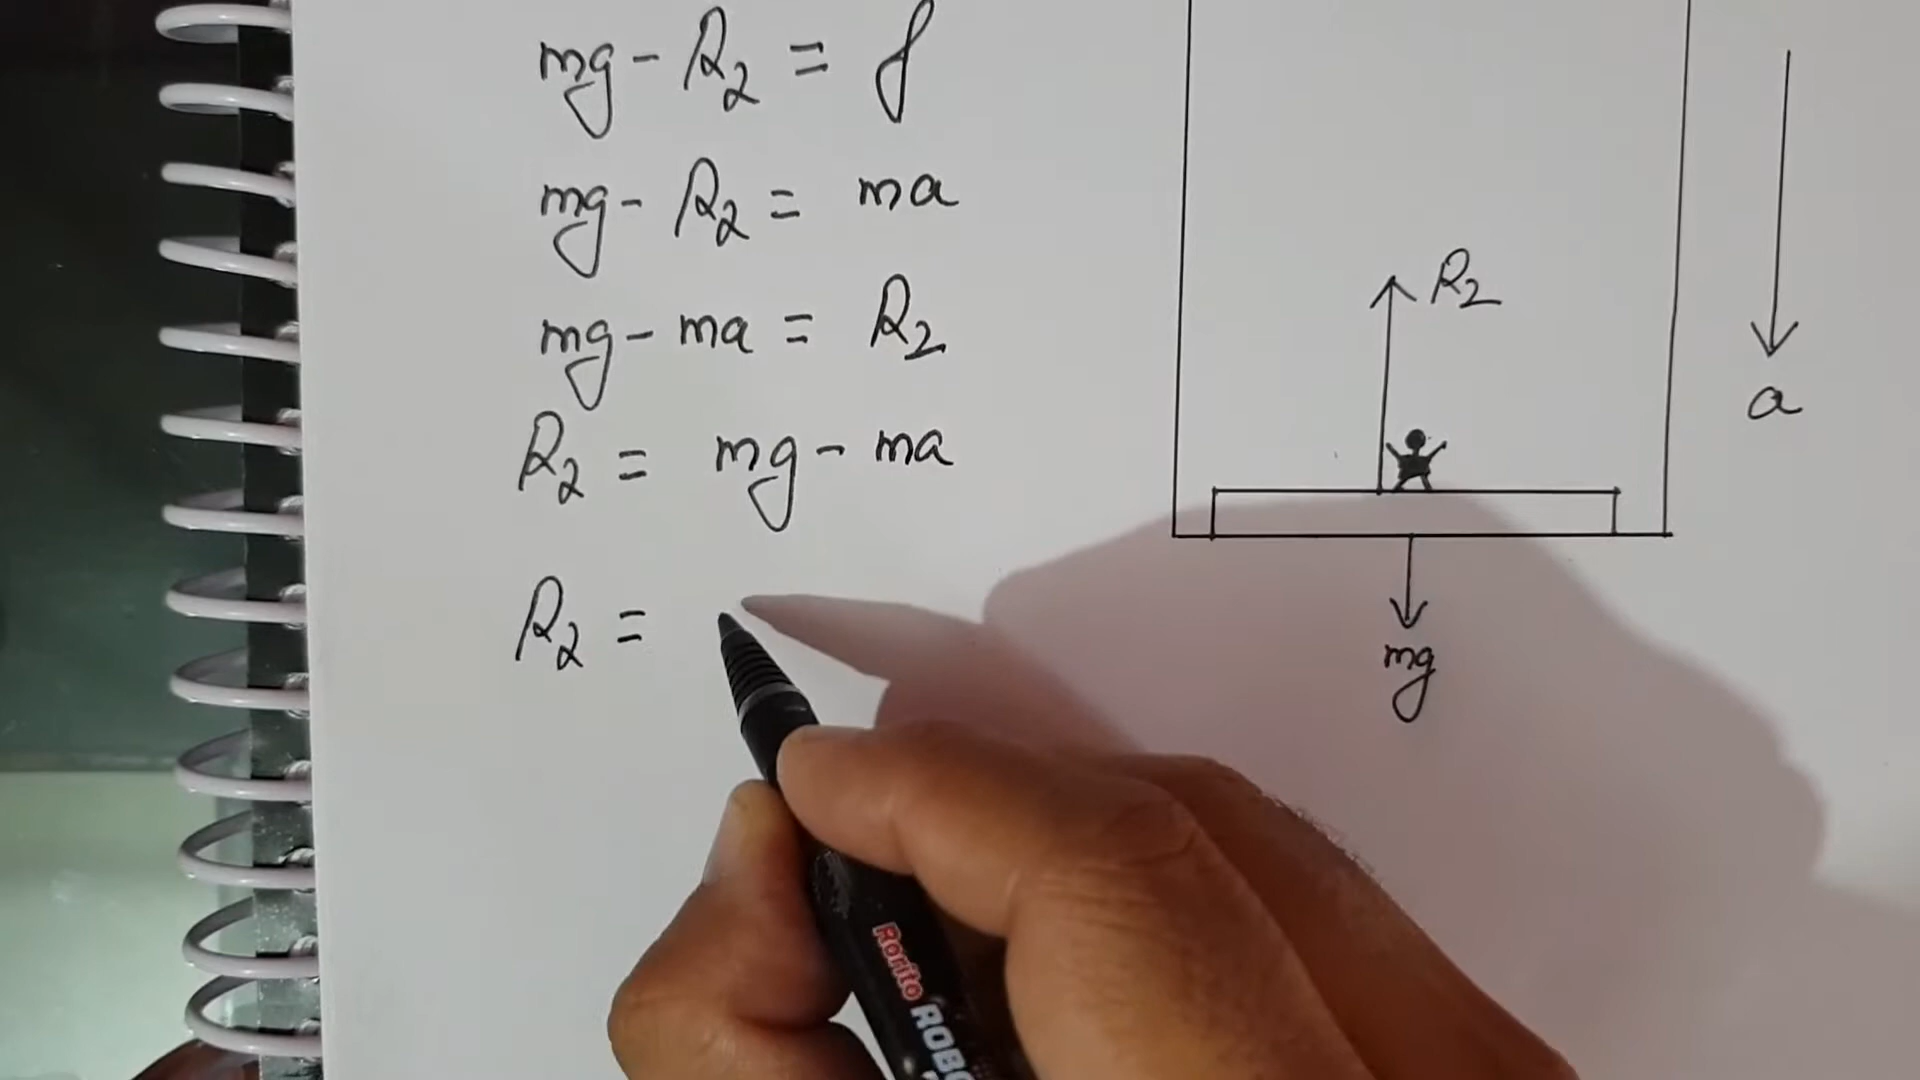 mg - R₂ = f
mg - R₂ = ma
mg - ma = R₂
R₂ = mg - ma
R₂ =
R₂
a
mg
Rorito
ROBO